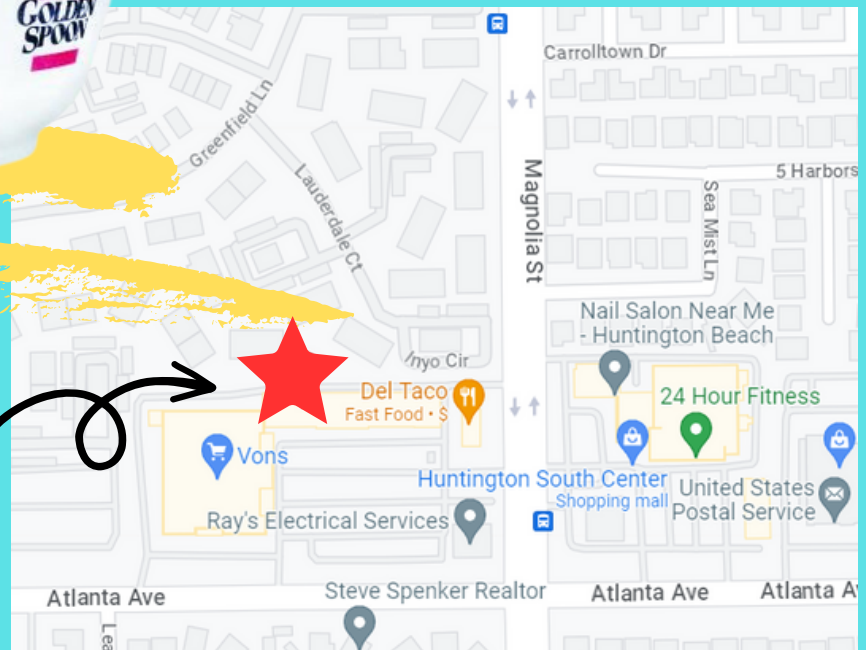 GOLDEN
SPOON
Carrolltown Dr
Greenfield Ln
5 Harbors
Lauderdale Ct
Magnolia St
Sea Mist Ln
Nail Salon Near Me
- Huntington Beach
Inyo Cir
Del Taco
Fast Food • $
24 Hour Fitness
Vons
Huntington South Center
Shopping mall
United States
Postal Service
Ray's Electrical Services
Steve Spenker Realtor
Atlanta Ave
Atlanta Ave
Atlanta A
Lea